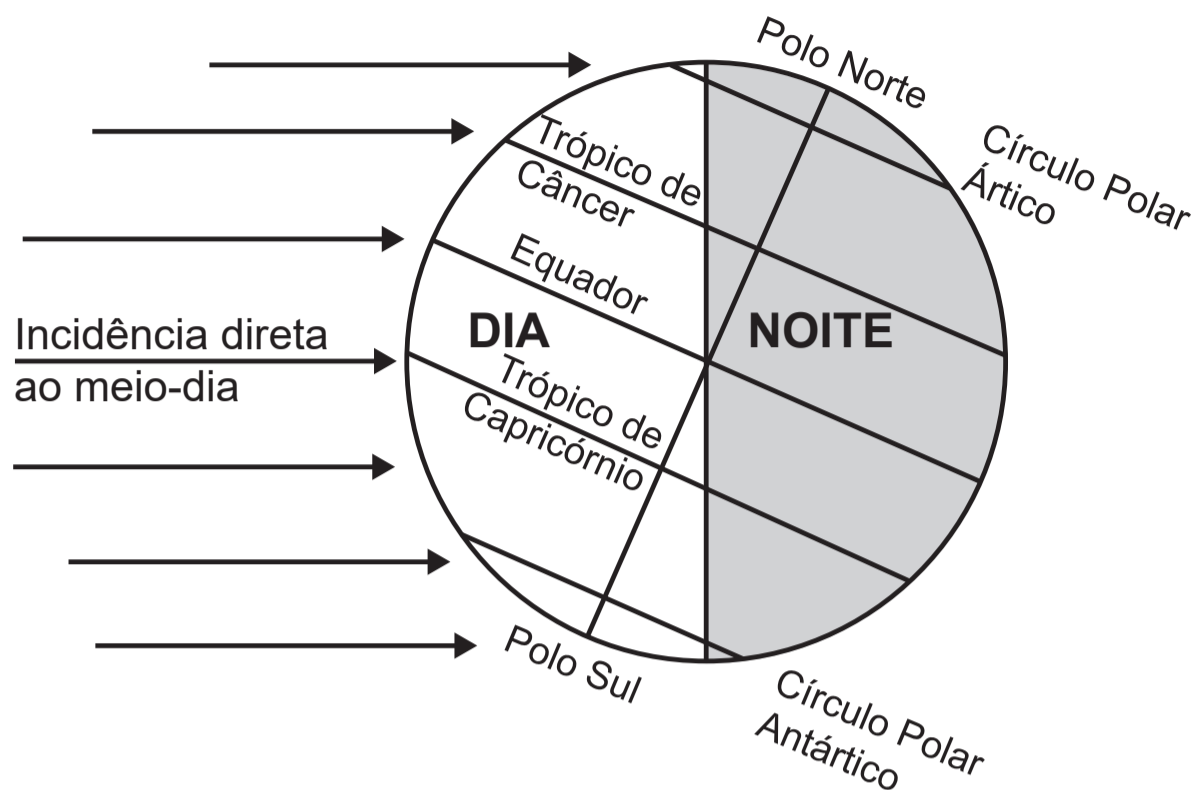 Polo Norte
Círculo Polar
Ártico
Trópico de
Câncer
Equador
DIA
NOITE
Incidência direta
ao meio-dia
Trópico de
Capricórnio
Polo Sul
Círculo Polar
Antártico